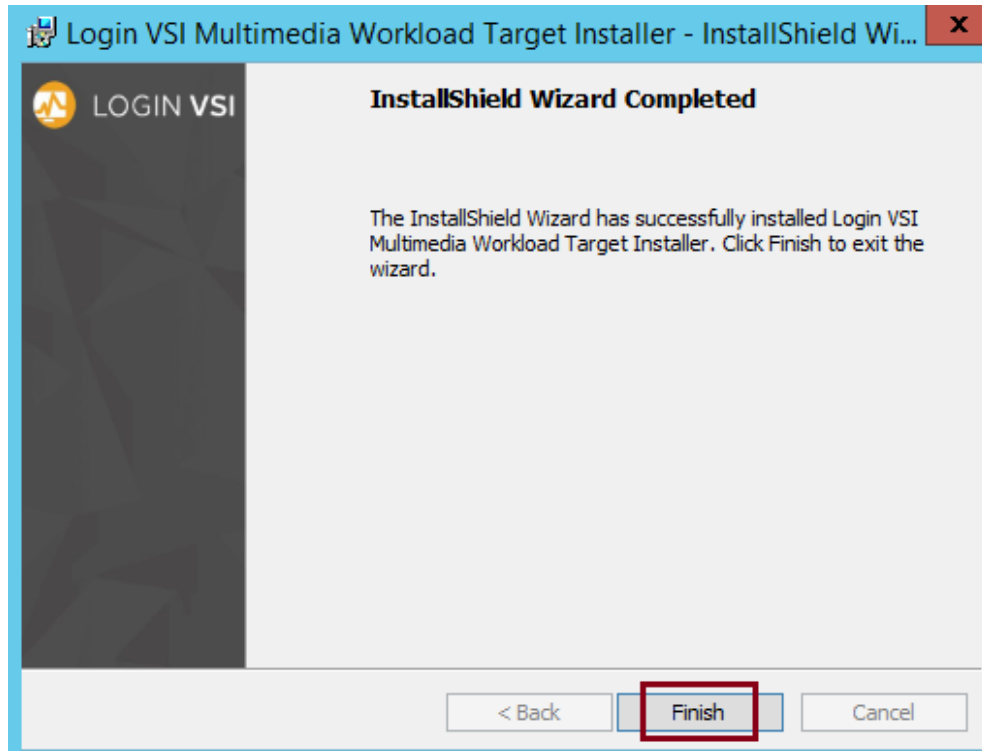 Login VSI Multimedia Workload Target Installer - InstallShield Wi... x
LOGIN VSI
InstallShield Wizard Completed
The InstallShield Wizard has successfully installed Login VSI
Multimedia Workload Target Installer. Click Finish to exit the
wizard.
< Back Finish Cancel